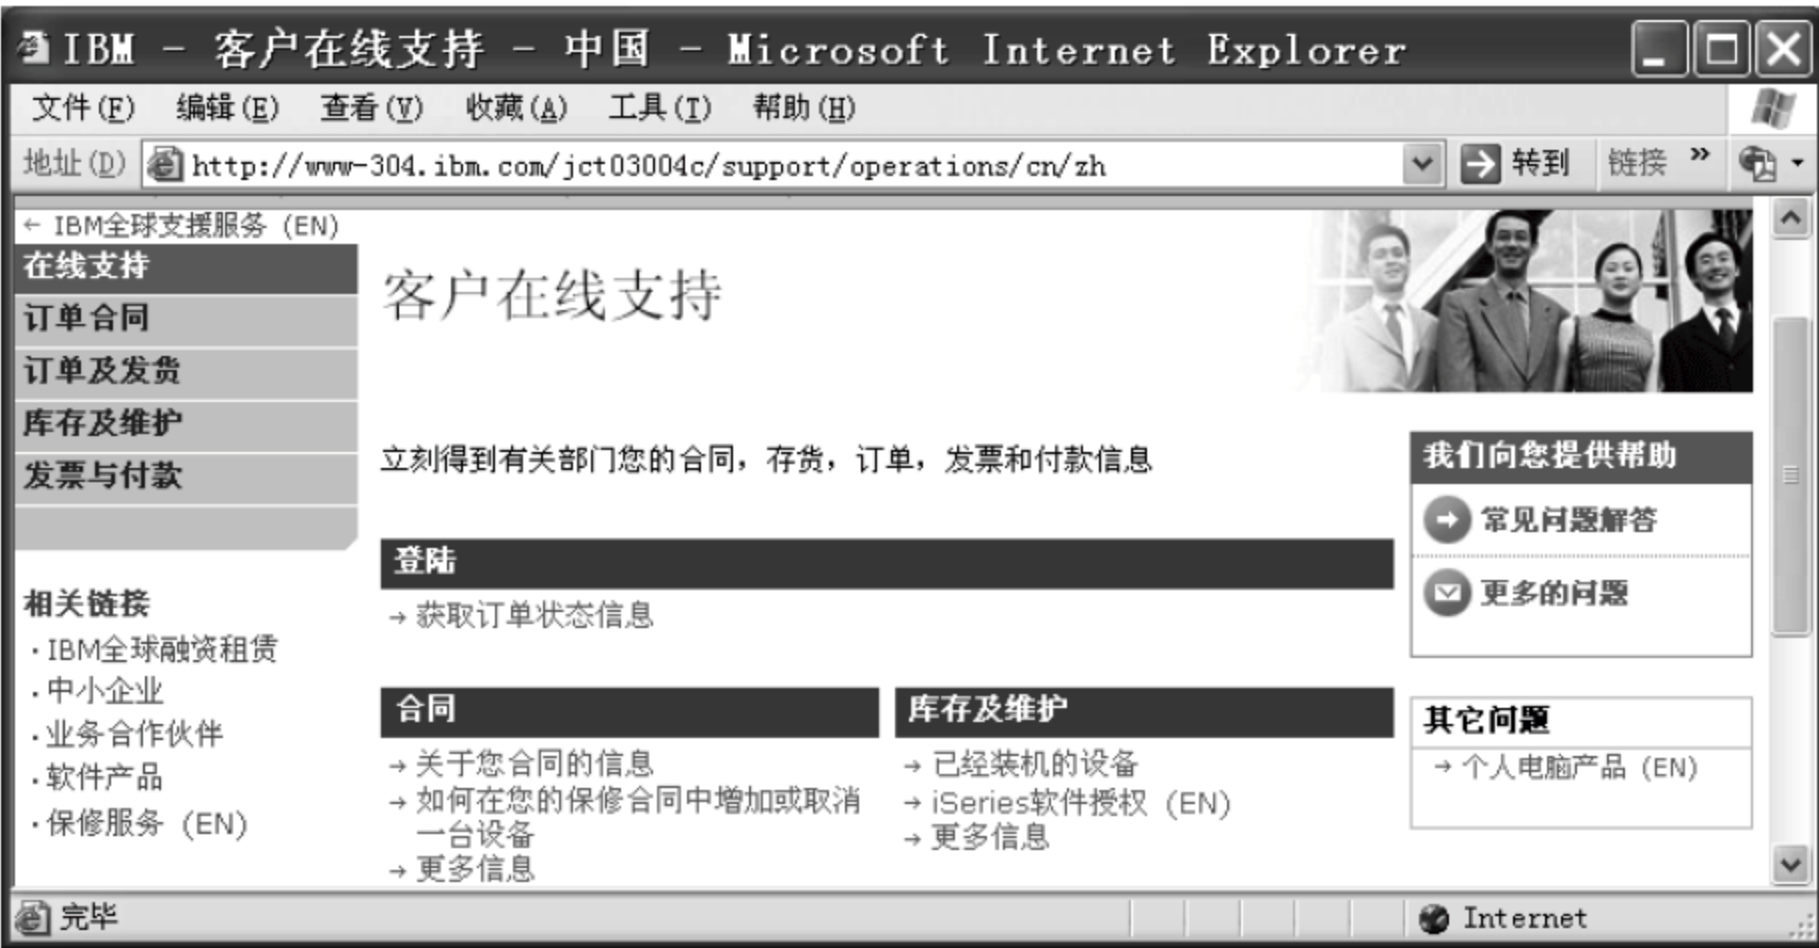 IBM - 客户在线支持 - 中国 - Microsoft Internet Explorer
文件(F) 编辑(E) 查看(V) 收藏(A) 工具(T) 帮助(H)
地址(D) http://www-304.ibm.com/jct03004c/support/operations/cn/zh 转到 链接 »
← IBM全球支援服务 (EN)
在线支持
订单合同
订单及发货
库存及维护
发票与付款
相关链接
·IBM全球融资租赁
·中小企业
·业务合作伙伴
·软件产品
·保修服务 (EN)
客户在线支持
立刻得到有关部门您的合同，存货，订单，发票和付款信息
登陆
→ 获取订单状态信息
合同
→ 关于您合同的信息
→ 如何在您的保修合同中增加或取消
一台设备
→ 更多信息
库存及维护
→ 已经装机的设备
→ iSeries软件授权 (EN)
→ 更多信息
我们向您提供帮助
常见问题解答
更多的问题
其它问题
→ 个人电脑产品 (EN)
完毕
Internet